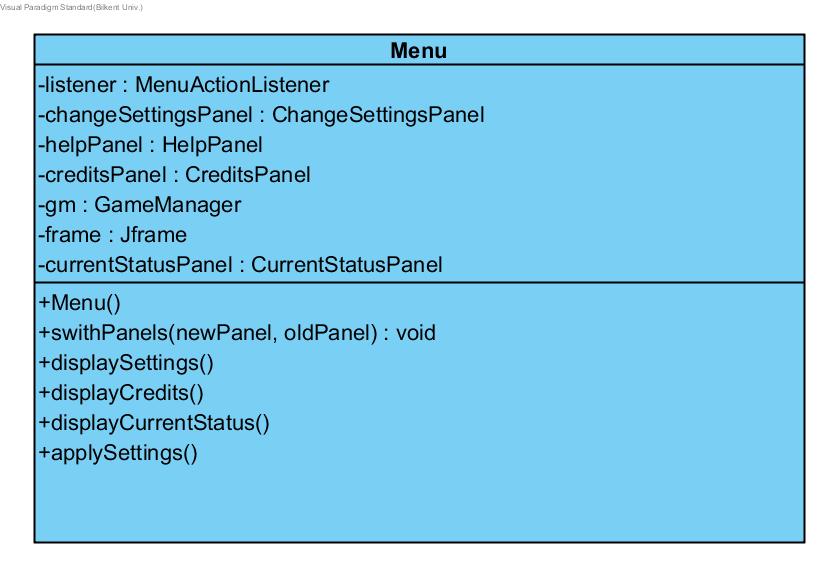 Visual Paradigm Standard(Bilkent Univ.)
Menu
-listener : MenuActionListener
-changeSettingsPanel : ChangeSettingsPanel
-helpPanel : HelpPanel
-creditsPanel : CreditsPanel
-gm : GameManager
-frame : Jframe
-currentStatusPanel : CurrentStatusPanel
+Menu()
+swithPanels(newPanel, oldPanel) : void
+displaySettings()
+displayCredits()
+displayCurrentStatus()
+applySettings()